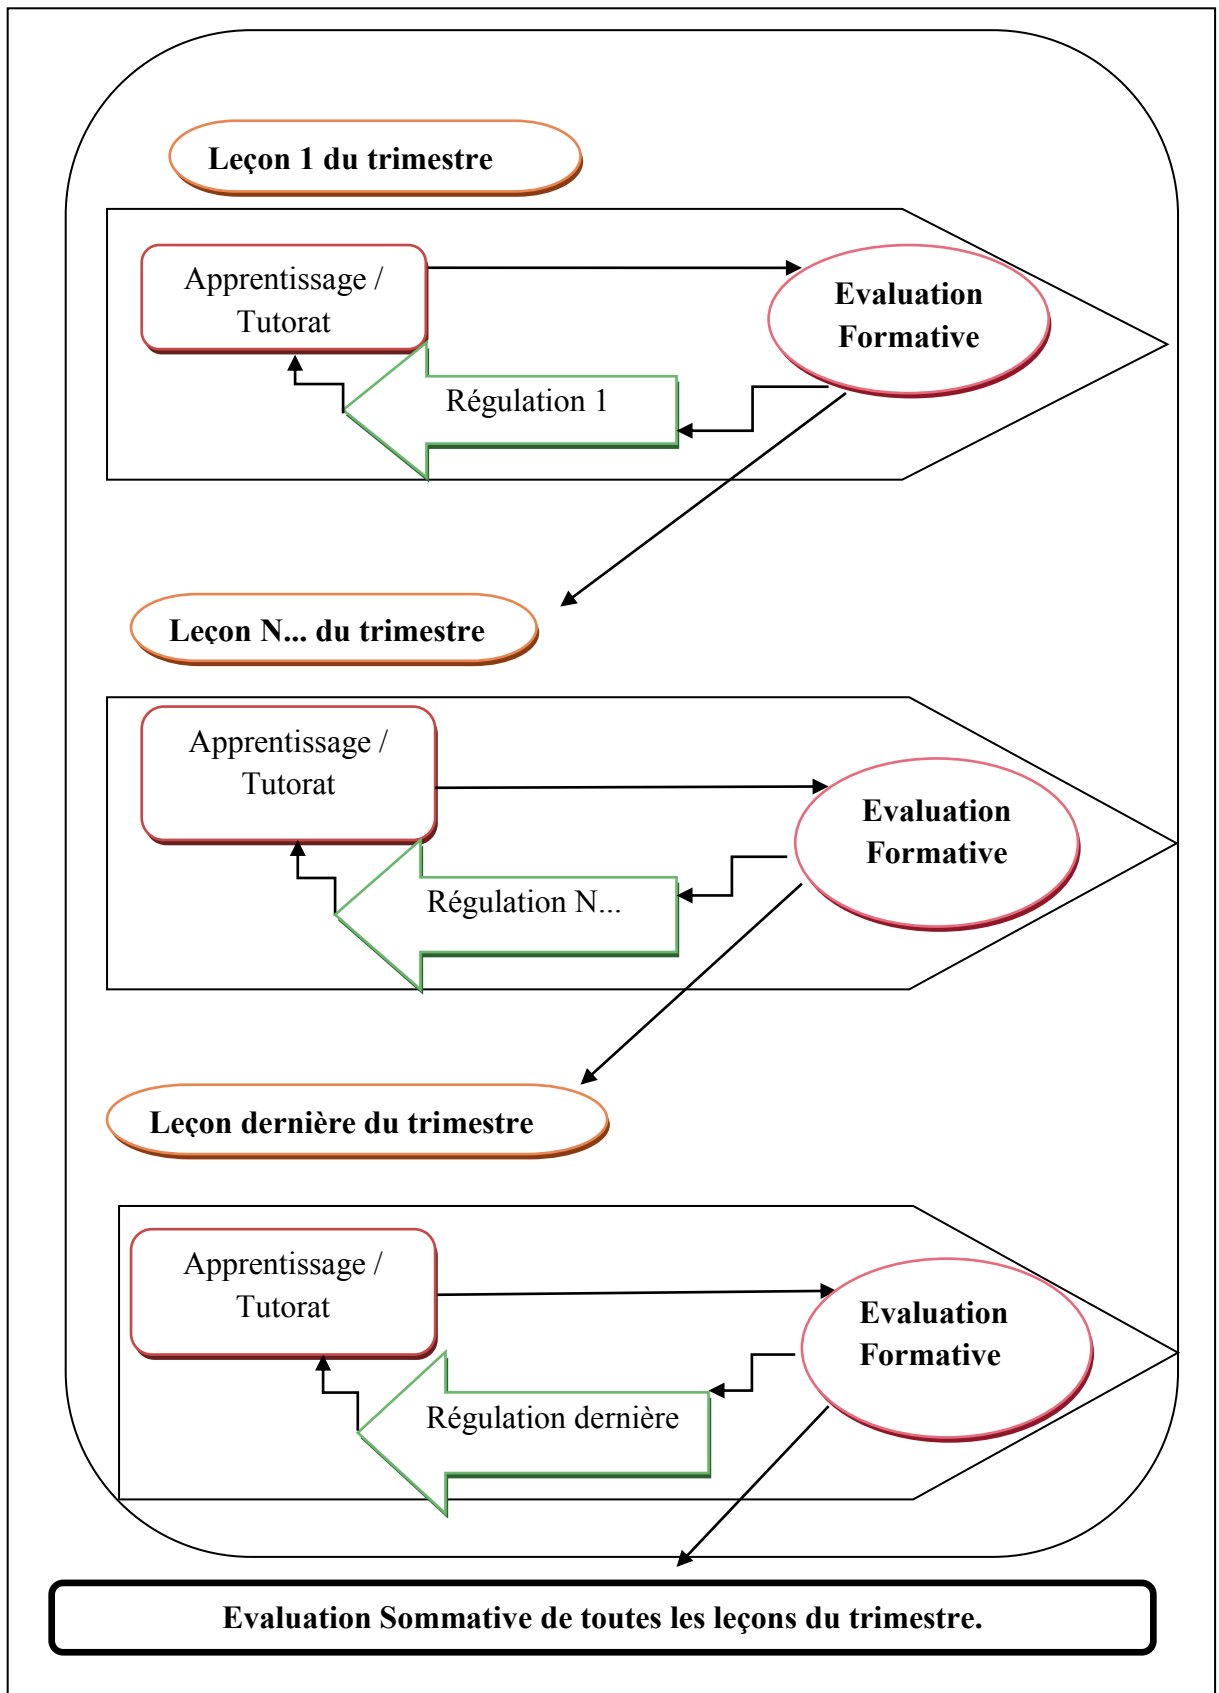 Leçon 1 du trimestre
Apprentissage /
Tutorat
Evaluation
Formative
Régulation 1
Leçon N... du trimestre
Apprentissage /
Tutorat
Evaluation
Formative
Régulation N...
Leçon dernière du trimestre
Apprentissage /
Tutorat
Evaluation
Formative
Régulation dernière
Evaluation Sommative de toutes les leçons du trimestre.